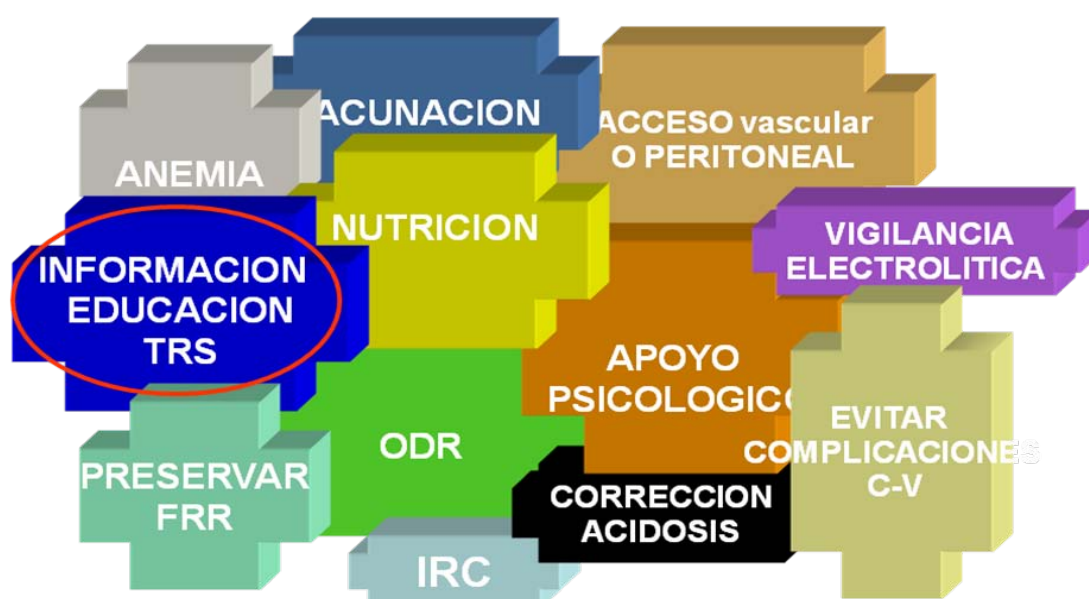 ACUNACION
ANEMIA
ACCESO vascular
O PERITONEAL
NUTRICION
VIGILANCIA
ELECTROLITICA
INFORMACION
EDUCACION
TRS
APOYO
PSICOLOGICO
ODR
EVITAR
COMPLICACIONES
C-V
PRESERVAR
FRR
CORRECCION
ACIDOSIS
IRC